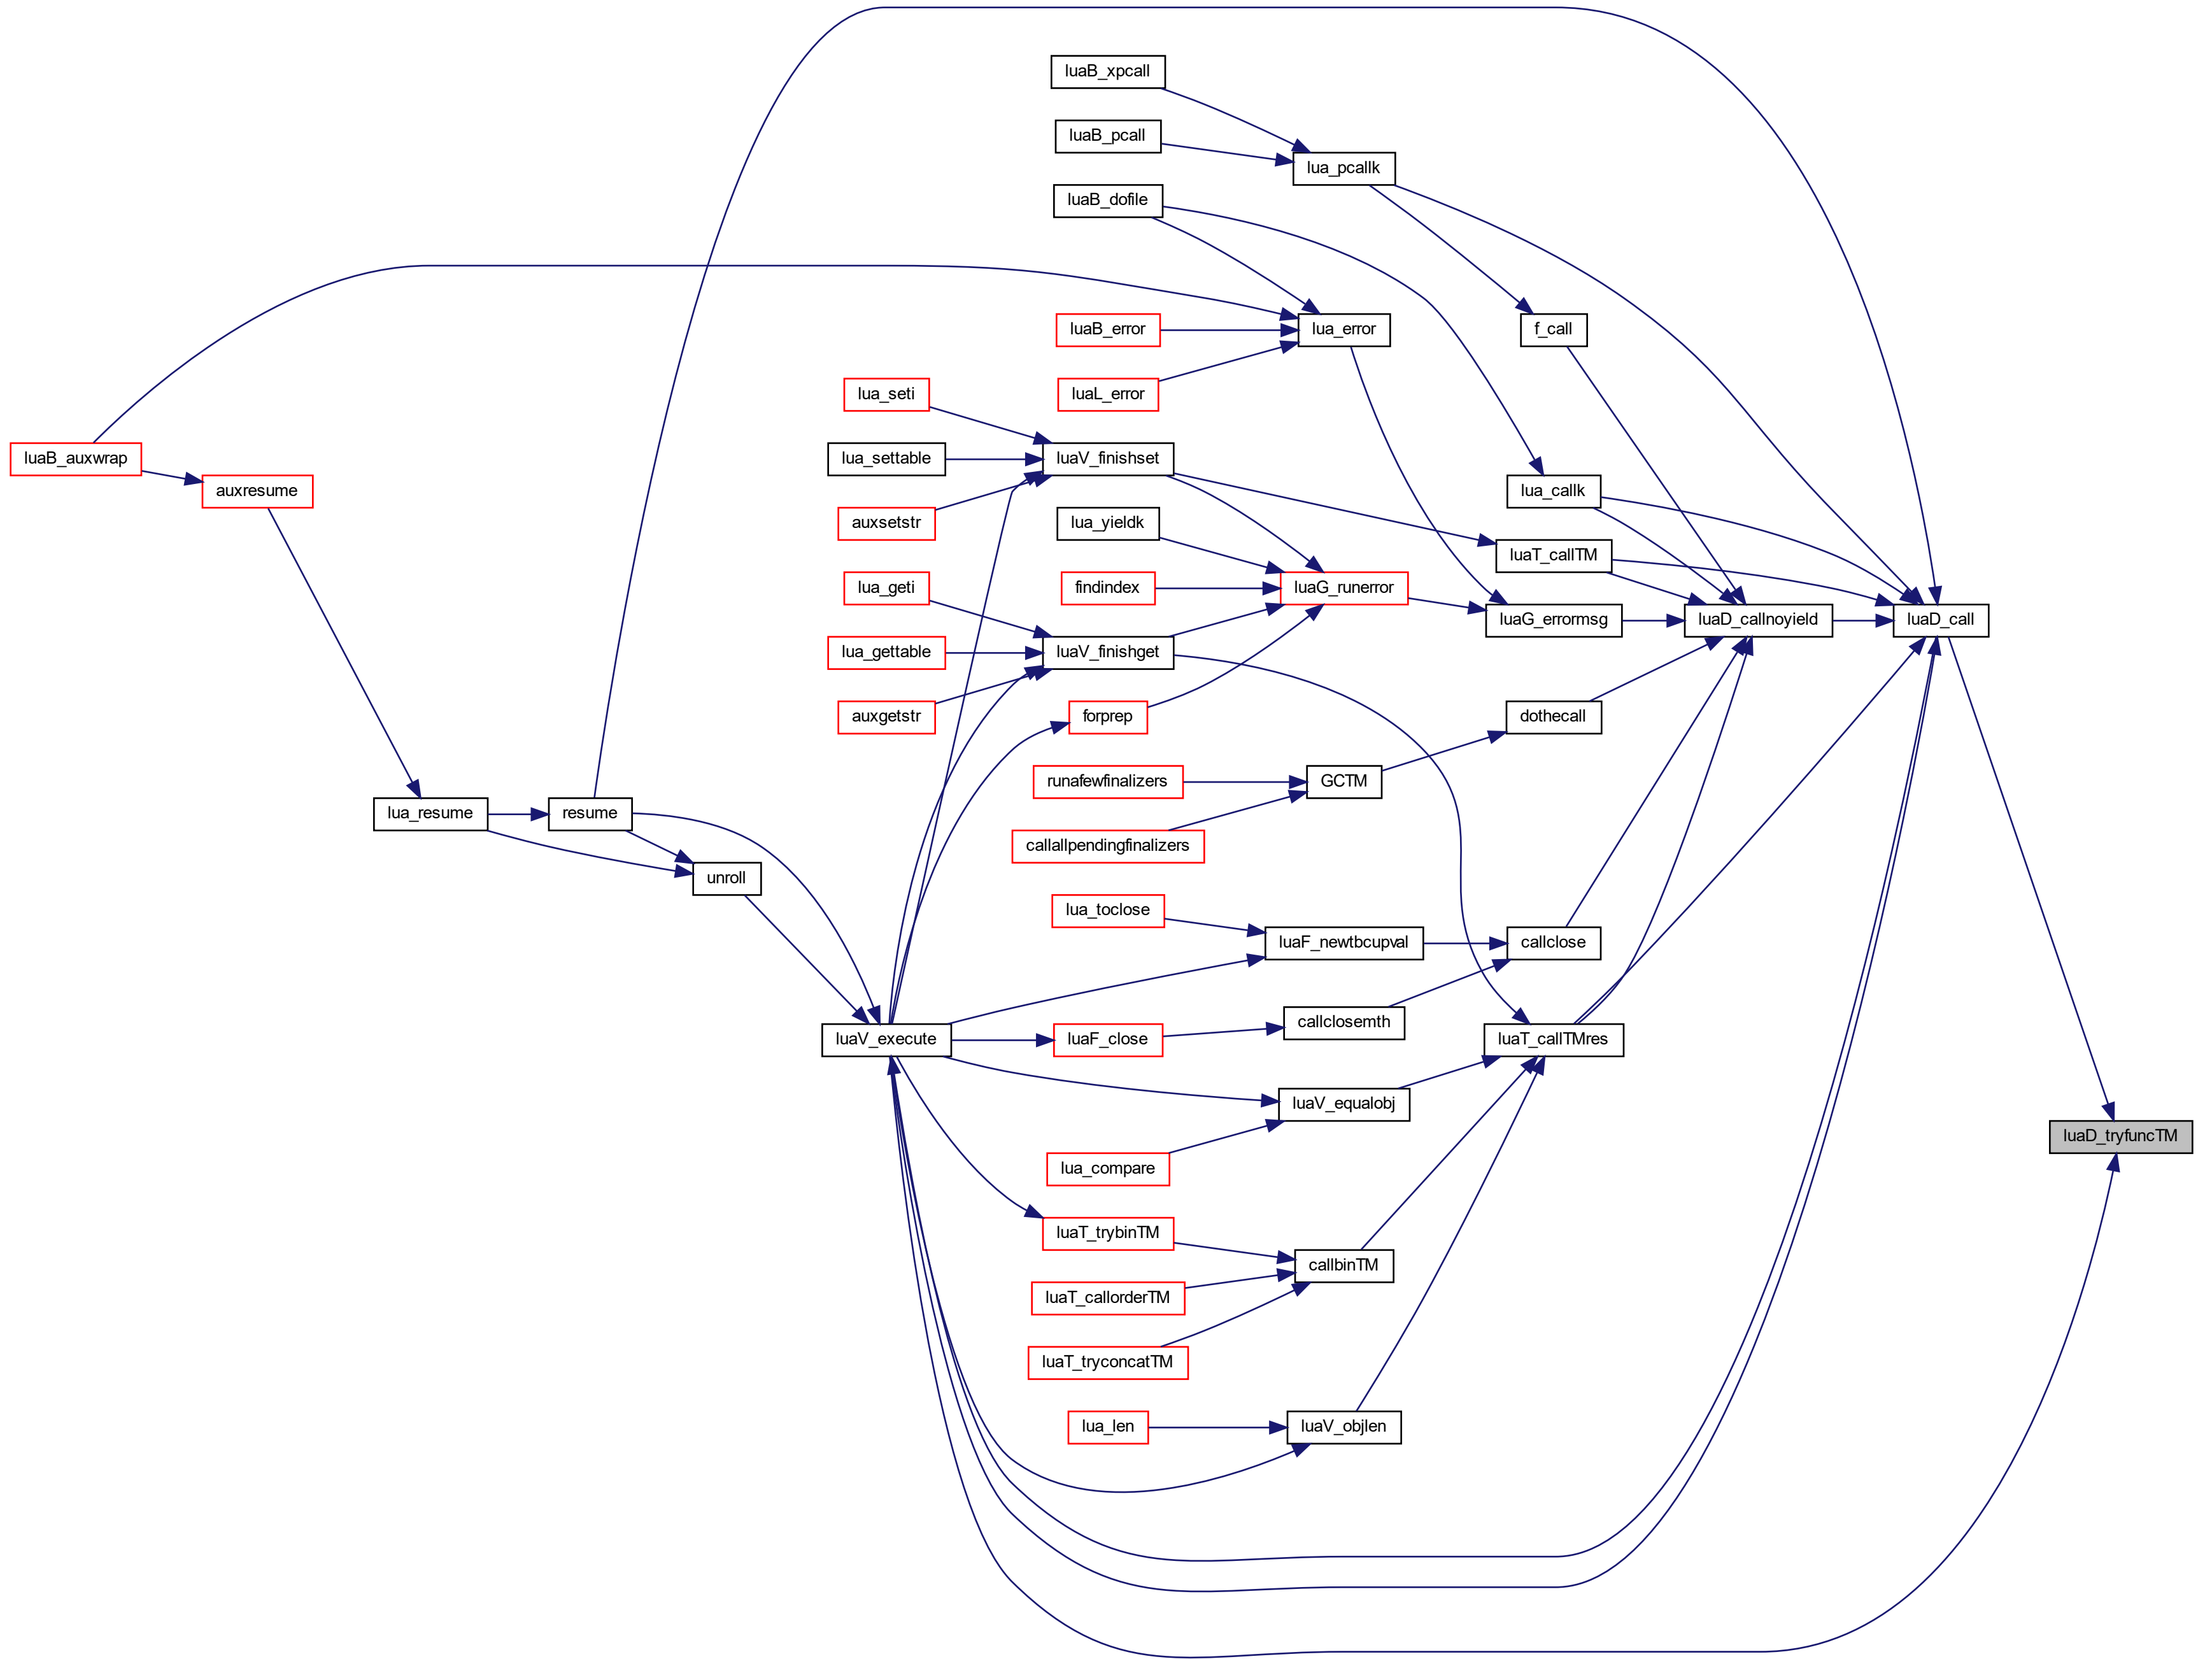 luaB_xpcall
luaB_pcall
lua_pcallk
luaB_dofile
lua_error
f_call
luaB_error
luaL_error
lua_seti
luaB_auxwrap
lua_settable
luaV_finishset
auxresume
lua_callk
auxsetstr
lua_yieldk
luaT_callTM
lua_geti
findindex
luaG_runerror
luaG_errormsg
luaD_callnoyield
luaD_call
lua_gettable
luaV_finishget
auxgetstr
forprep
dothecall
runafewfinalizers
GCTM
lua_resume
resume
callallpendingfinalizers
unroll
lua_toclose
luaF_newtbcupval
callclose
callclosemth
luaV_execute
luaF_close
luaT_callTMres
luaV_equalobj
luaD_tryfuncTM
lua_compare
luaT_trybinTM
callbinTM
luaT_callorderTM
luaT_tryconcatTM
lua_len
luaV_objlen